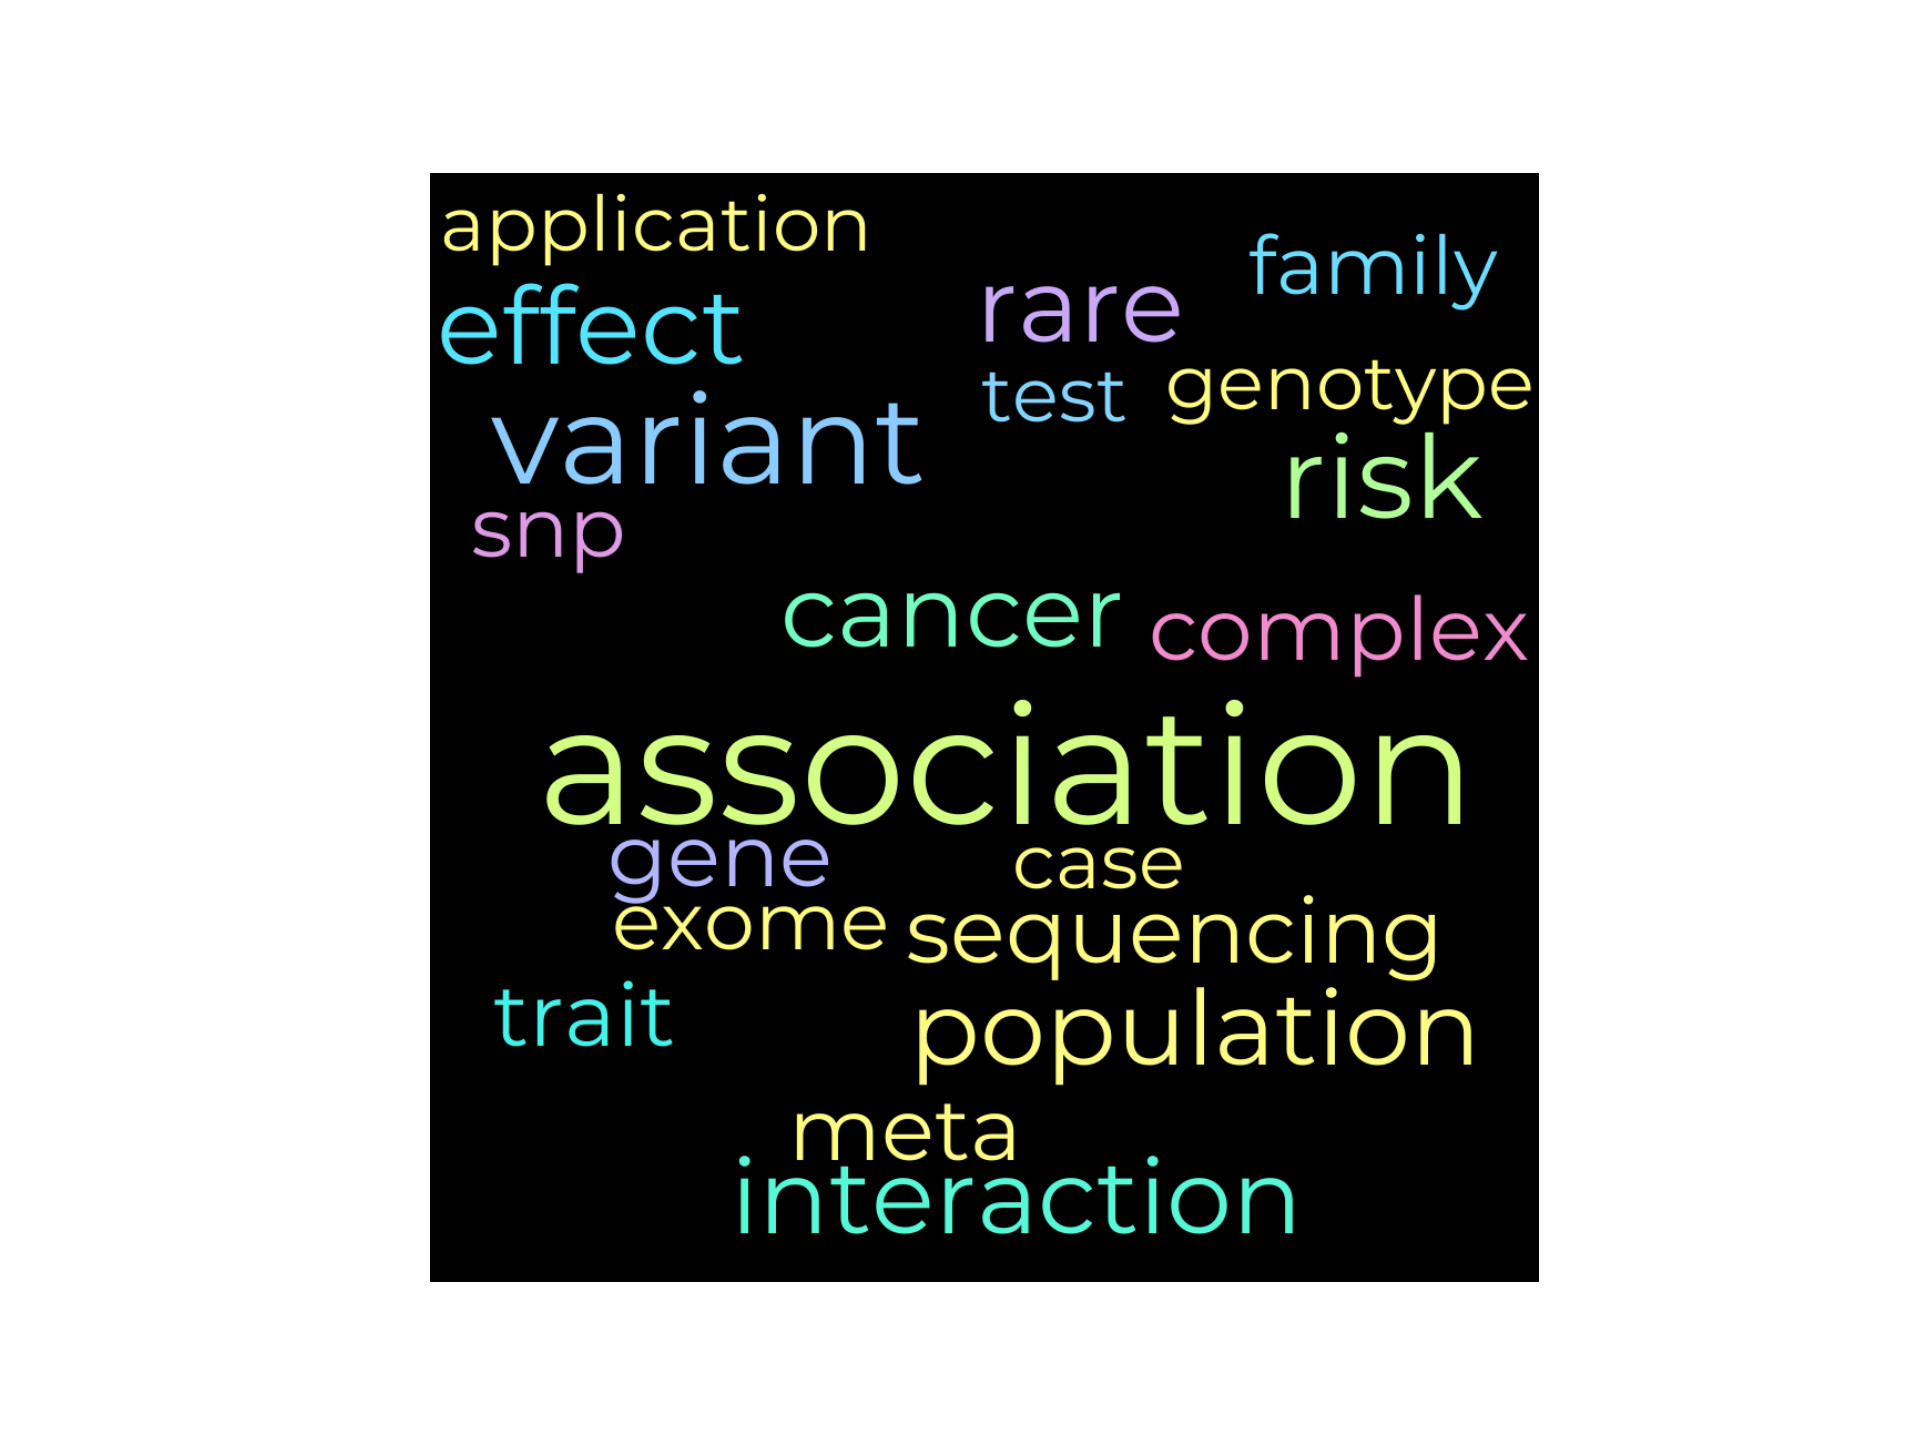 application
family
effect
rare
test
genotype
variant
risk
snp
cancer
complex
association
gene
case
exome
sequencing
trait
population
meta
interaction